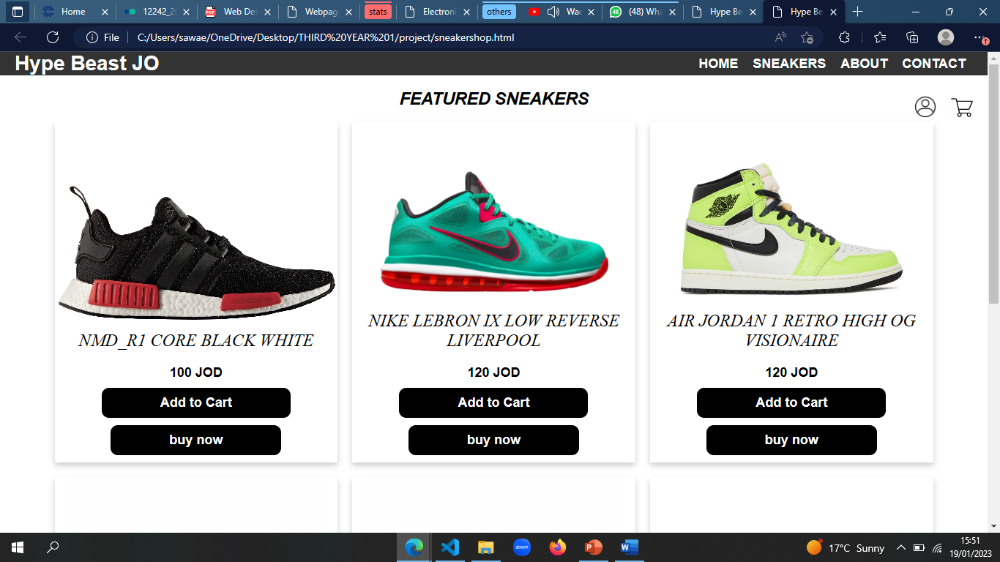 Home
12242_20
Web Des
Webpag
stats
Electroni
others
Wae
(48) Wha
Hype Be
Hype Be
File
C:/Users/sawae/OneDrive/Desktop/THIRD%20YEAR%201/project/sneakershop.html
Hype Beast JO
HOME SNEAKERS ABOUT CONTACT
FEATURED SNEAKERS
NMD_R1 CORE BLACK WHITE
100 JOD
Add to Cart
buy now
NIKE LEBRON IX LOW REVERSE
LIVERPOOL
120 JOD
Add to Cart
buy now
AIR JORDAN 1 RETRO HIGH OG
VISIONAIRE
120 JOD
Add to Cart
buy now
17°C Sunny
15:51
19/01/2023